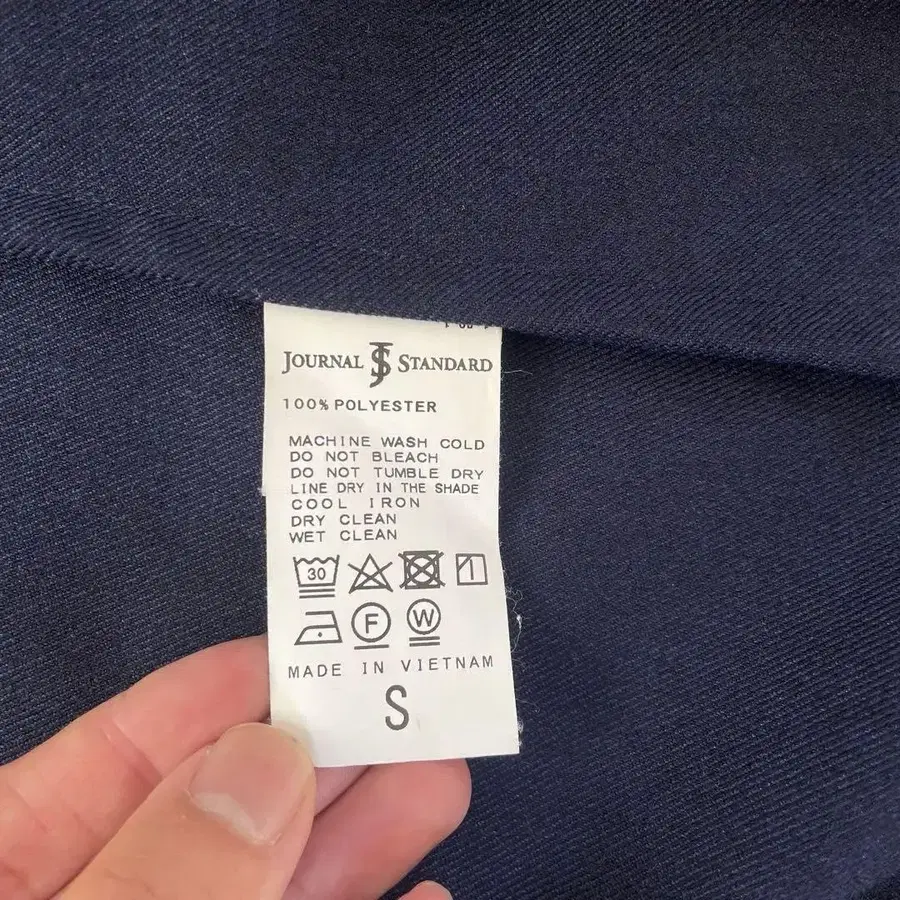 JOURNAL JS STANDARD
100% POLYESTER
MACHINE WASH COLD
DO NOT BLEACH
DO NOT TUMBLE DRY
LINE DRY IN THE SHADE
COOL IRON
DRY CLEAN
WET CLEAN
30
F W
MADE IN VIETNAM
S